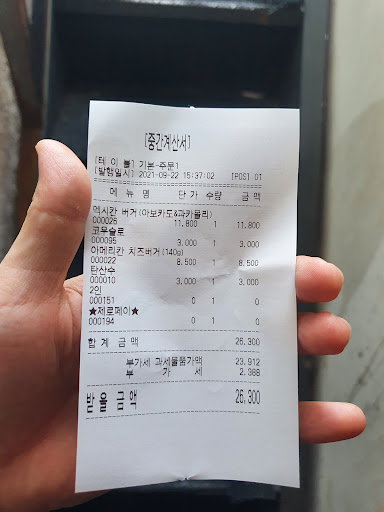 [중간계산서]
[테 이 블] 기본-주문1
[발행일시] 2021-09-22 15:37:02 [POS] 01
메 뉴 명 단 가 수량 금 액
멕시칸 버거(아보카도&과카몰리)
000026 11.800 1 11.800
코우슬로
000095 3.000 1 3.000
아메리칸 치즈버거(140g)
000022 8.500 1 8.500
탄산수
000010 3.000 1 3.000
2인
000151 0 1 0
★제로페이★
000194 0 1 0
합 계 금 액 26.300
부가세 과세물품가액 23.912
부 가 세 2.388
받을 금액 26.300